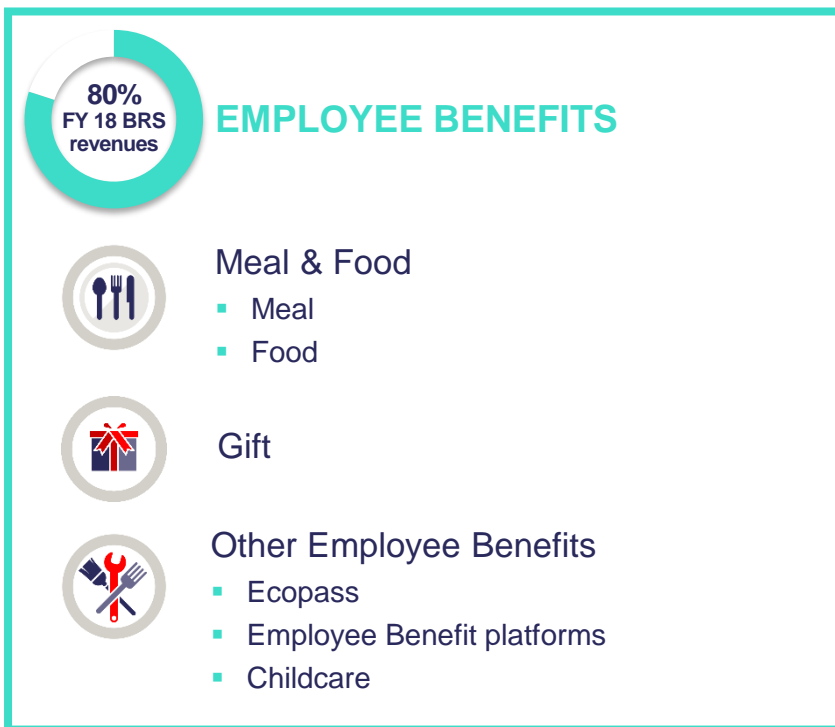 80%
FY 18 BRS
revenues
EMPLOYEE BENEFITS
Meal & Food
▪ Meal
▪ Food
Gift
Other Employee Benefits
▪ Ecopass
▪ Employee Benefit platforms
▪ Childcare